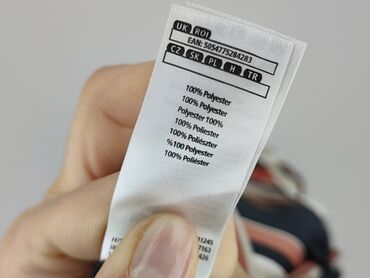 UK ROI
EAN: 5054775284283
CZ SK PL H TR
100% Polyester
100% Polyester
Polyester 100%
100% Poliester
100% Poliészter
%100 Polyester
100% Poliéster